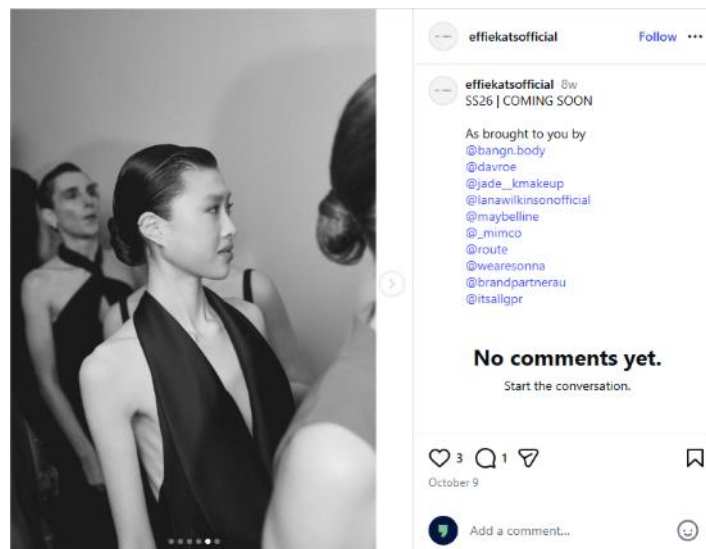 effiekatsofficial
Follow
effiekatsofficial 8w
SS26 | COMING SOON
As brought to you by
@bangn.body
@davroe
@jade__kmakeup
@lanawilkinsonofficial
@maybelline
@_mimco
@route
@wearesonna
@brandpartnerau
@itsallgpr
No comments yet.
Start the conversation.
3 1
October 9
Add a comment...